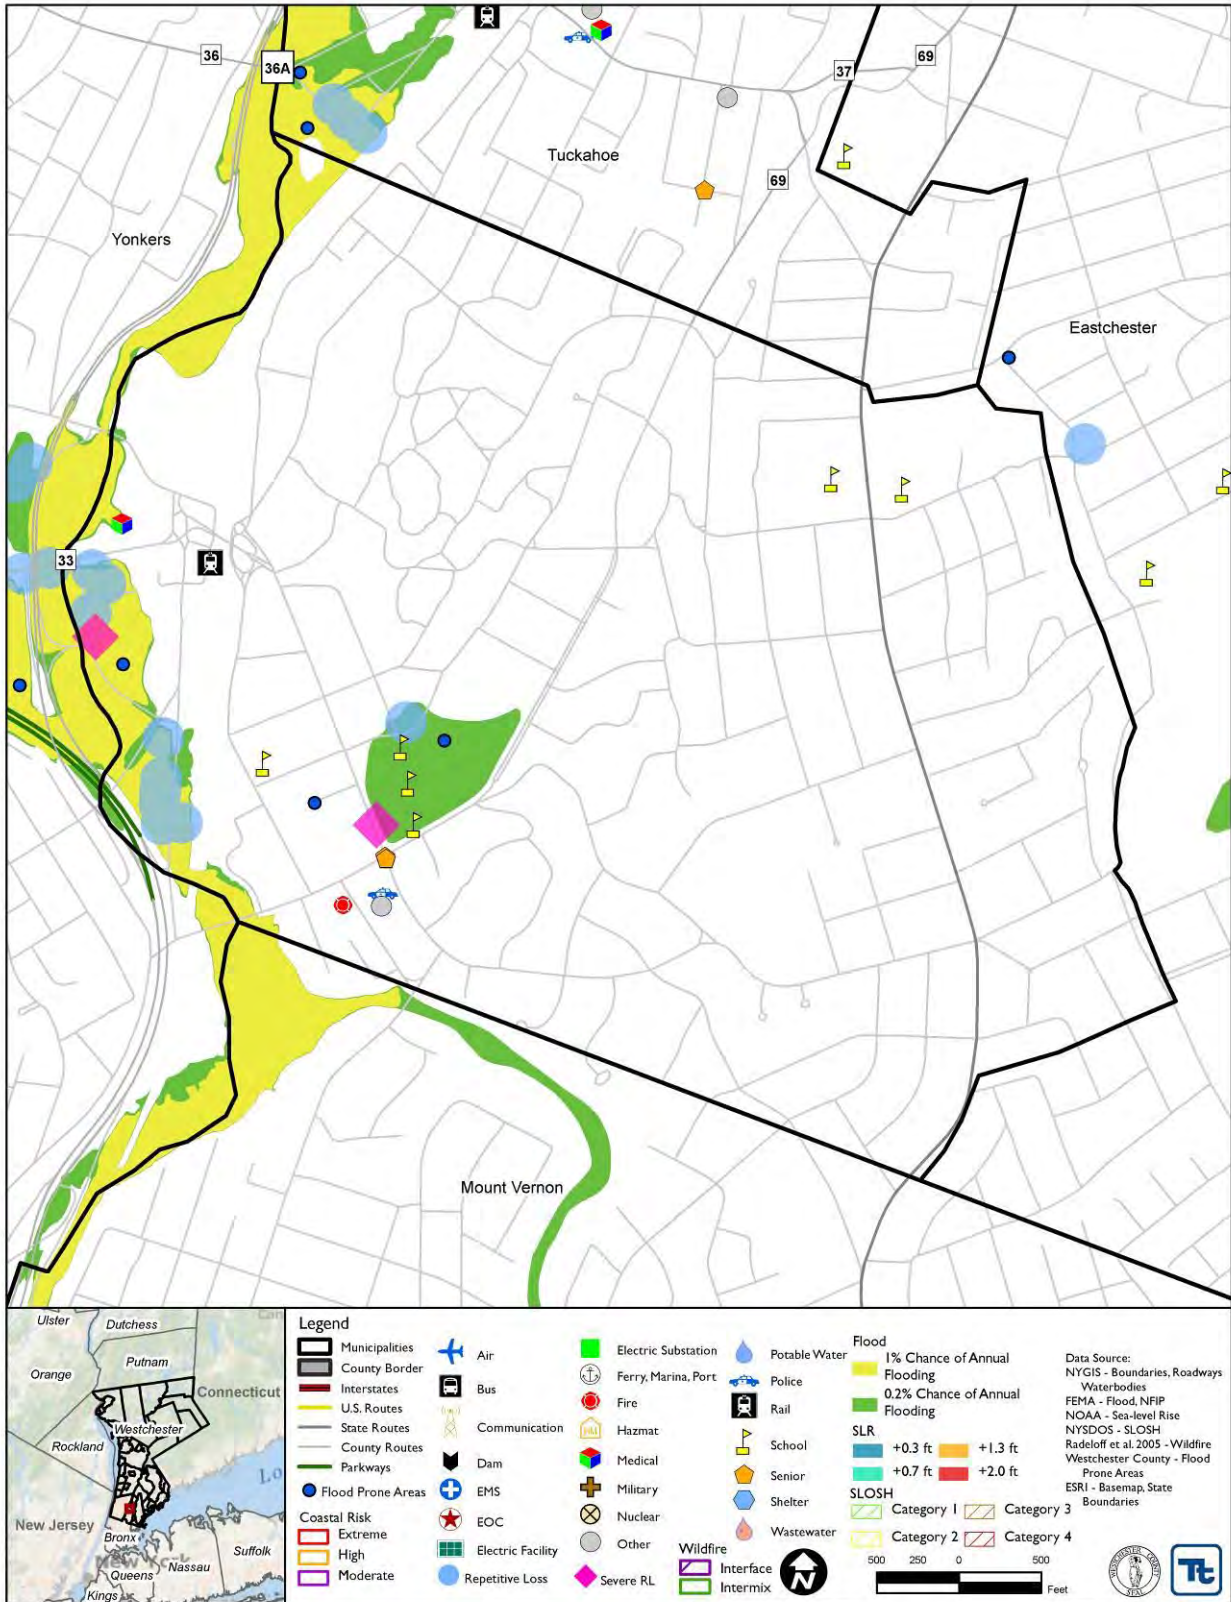 36
36A
37
69
Tuckahoe
69
Yonkers
Eastchester
33
Mount Vernon
Ulster
Dutchess
Orange
Putnam
Connecticut
Westchester
Rockland
New Jersey
Bronx
New York
Queens
Nassau
Suffolk
Kings
Legend
Municipalities
County Border
Interstates
U.S. Routes
State Routes
County Routes
Parkways
Flood Prone Areas
Coastal Risk
Extreme
High
Moderate
Air
Bus
Communication
Dam
EMS
EOC
Electric Facility
Repetitive Loss
Electric Substation
Ferry, Marina, Port
Fire
HM
Hazmat
Medical
Military
Nuclear
Other
Severe RL
Potable Water
Police
Rail
School
Senior
Shelter
Wastewater
Wildfire
Interface
Intermix
N
Flood
1% Chance of Annual
Flooding
0.2% Chance of Annual
Flooding
SLR
+0.3 ft
+1.3 ft
+0.7 ft
+2.0 ft
SLOSH
Category 1
Category 3
Category 2
Category 4
500
250
0
500
Feet
Data Source:
NYGIS - Boundaries, Roadways
Waterbodies
FEMA - Flood, NFIP
NOAA - Sea-level Rise
NYSDOS - SLOSH
Radeloff et al. 2005 - Wildfire
Westchester County - Flood
Prone Areas
ESRI - Basemap, State
Boundaries
WESTCHESTER COUNTY
SEAL
Tt